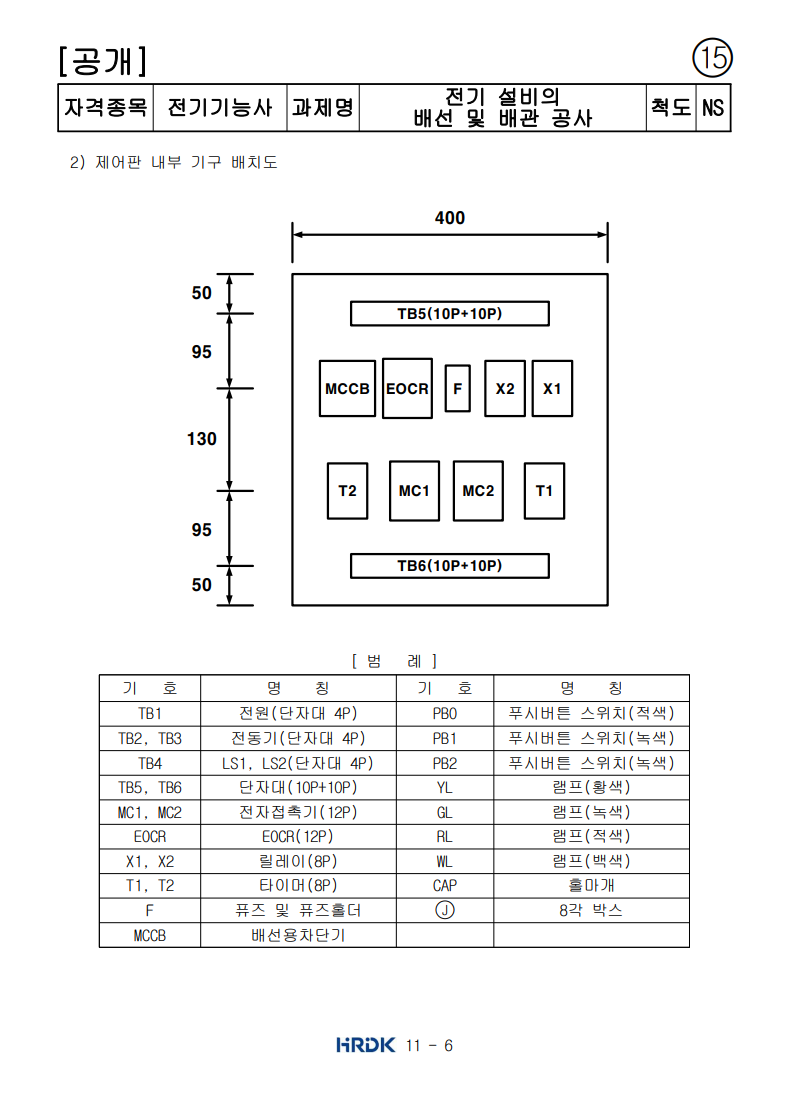 [공개]
⑮
자격종목 전기기능사 과제명 전기 설비의 배선 및 배관 공사 척도 NS
2) 제어판 내부 기구 배치도
400
50
TB5(10P+10P)
95
MCCB EOCR F X2 X1
130
T2 MC1 MC2 T1
95
TB6(10P+10P)
50
[ 범 례 ]
기 호 명 칭 기 호 명 칭
TB1 전원(단자대 4P) PB0 푸시버튼 스위치(적색)
TB2, TB3 전동기(단자대 4P) PB1 푸시버튼 스위치(녹색)
TB4 LS1, LS2(단자대 4P) PB2 푸시버튼 스위치(녹색)
TB5, TB6 단자대(10P+10P) YL 램프(황색)
MC1, MC2 전자접촉기(12P) GL 램프(녹색)
EOCR EOCR(12P) RL 램프(적색)
X1, X2 릴레이(8P) WL 램프(백색)
T1, T2 타이머(8P) CAP 홀마개
F 퓨즈 및 퓨즈홀더 Ⓙ 8각 박스
MCCB 배선용차단기
HRDK 11 - 6